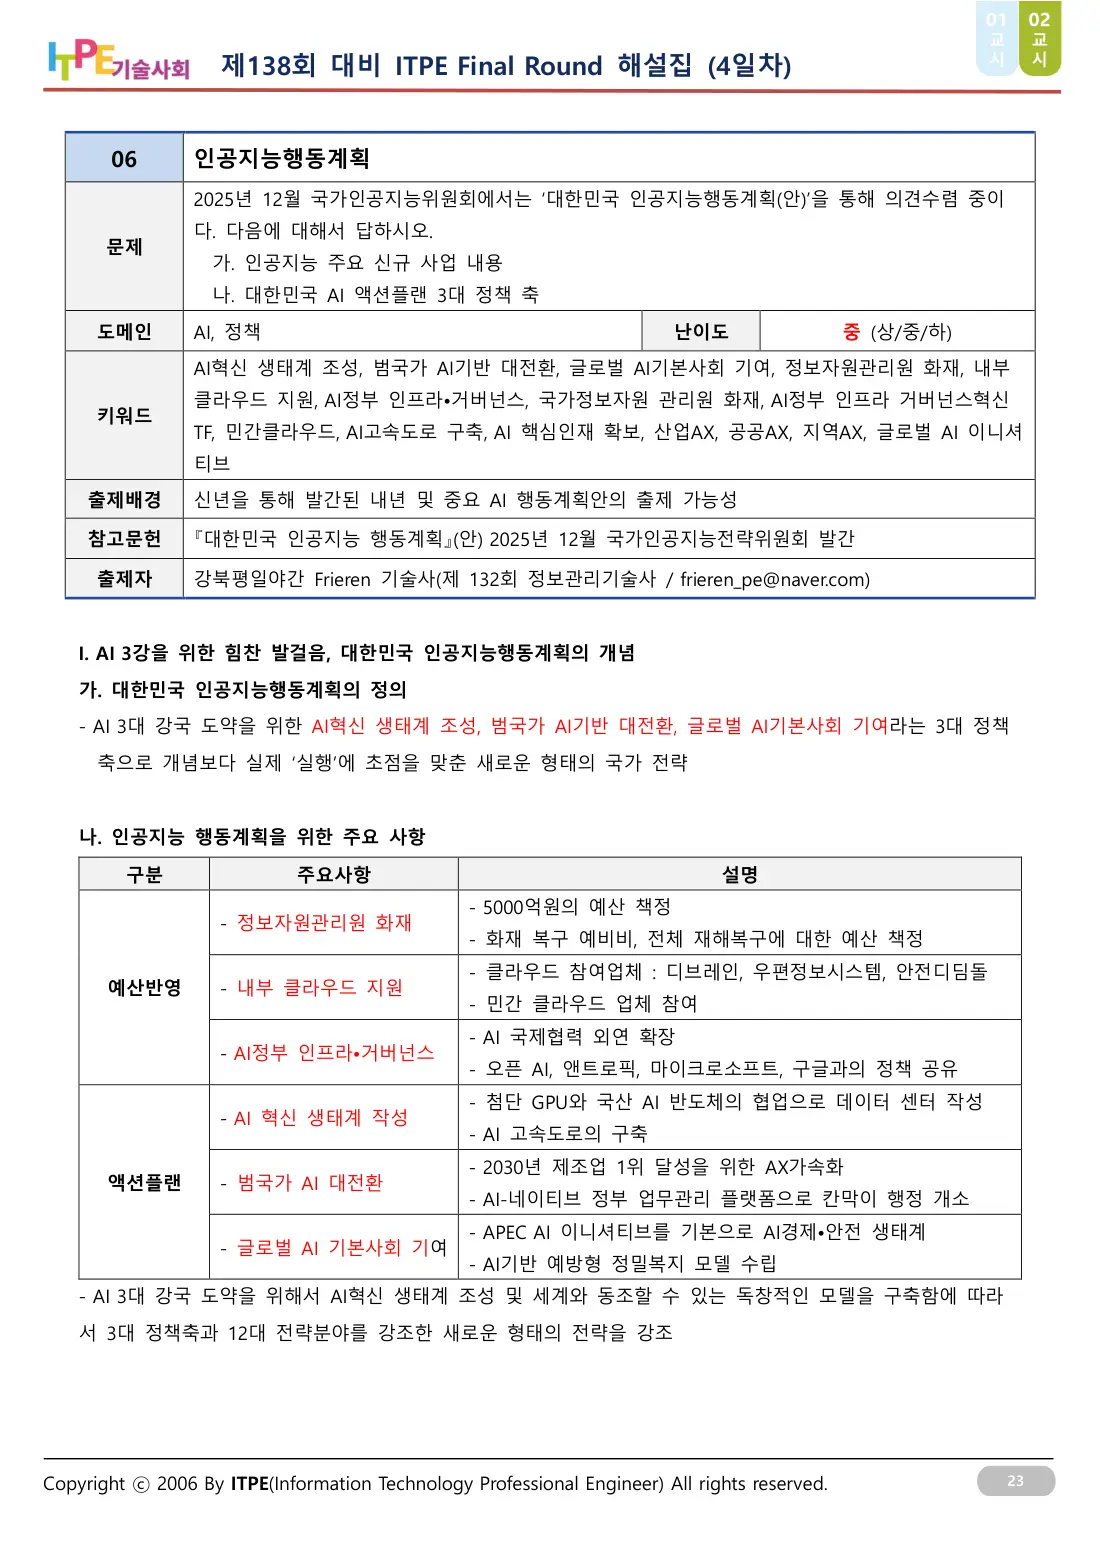 01
교
시
02
교
시
ITPE기술사회
제138회 대비 ITPE Final Round 해설집 (4일차)
06
인공지능행동계획
문제
2025년 12월 국가인공지능위원회에서는 ‘대한민국 인공지능행동계획(안)’을 통해 의견수렴 중이
다. 다음에 대해서 답하시오.
가. 인공지능 주요 신규 사업 내용
나. 대한민국 AI 액션플랜 3대 정책 축
도메인
AI, 정책
난이도
중 (상/중/하)
키워드
AI혁신 생태계 조성, 범국가 AI기반 대전환, 글로벌 AI기본사회 기여, 정보자원관리원 화재, 내부
클라우드 지원, AI정부 인프라•거버넌스, 국가정보자원 관리원 화재, AI정부 인프라 거버넌스혁신
TF, 민간클라우드, AI고속도로 구축, AI 핵심인재 확보, 산업AX, 공공AX, 지역AX, 글로벌 AI 이니셔
티브
출제배경
신년을 통해 발간된 내년 및 중요 AI 행동계획안의 출제 가능성
참고문헌
『대한민국 인공지능 행동계획』(안) 2025년 12월 국가인공지능전략위원회 발간
출제자
강북평일야간 Frieren 기술사(제 132회 정보관리기술사 / frieren_pe@naver.com)
I. AI 3강을 위한 힘찬 발걸음, 대한민국 인공지능행동계획의 개념
가. 대한민국 인공지능행동계획의 정의
- AI 3대 강국 도약을 위한 AI혁신 생태계 조성, 범국가 AI기반 대전환, 글로벌 AI기본사회 기여라는 3대 정책
축으로 개념보다 실제 ‘실행’에 초점을 맞춘 새로운 형태의 국가 전략
나. 인공지능 행동계획을 위한 주요 사항
구분
주요사항
설명
예산반영
- 정보자원관리원 화재
- 5000억원의 예산 책정
- 화재 복구 예비비, 전체 재해복구에 대한 예산 책정
- 내부 클라우드 지원
- 클라우드 참여업체 : 디브레인, 우편정보시스템, 안전디딤돌
- 민간 클라우드 업체 참여
- AI정부 인프라•거버넌스
- AI 국제협력 외연 확장
- 오픈 AI, 앤트로픽, 마이크로소프트, 구글과의 정책 공유
액션플랜
- AI 혁신 생태계 작성
- 첨단 GPU와 국산 AI 반도체의 협업으로 데이터 센터 작성
- AI 고속도로의 구축
- 범국가 AI 대전환
- 2030년 제조업 1위 달성을 위한 AX가속화
- AI-네이티브 정부 업무관리 플랫폼으로 칸막이 행정 개소
- 글로벌 AI 기본사회 기여
- APEC AI 이니셔티브를 기본으로 AI경제•안전 생태계
- AI기반 예방형 정밀복지 모델 수립
- AI 3대 강국 도약을 위해서 AI혁신 생태계 조성 및 세계와 동조할 수 있는 독창적인 모델을 구축함에 따라
서 3대 정책축과 12대 전략분야를 강조한 새로운 형태의 전략을 강조
Copyright ⓒ 2006 By ITPE(Information Technology Professional Engineer) All rights reserved.
23